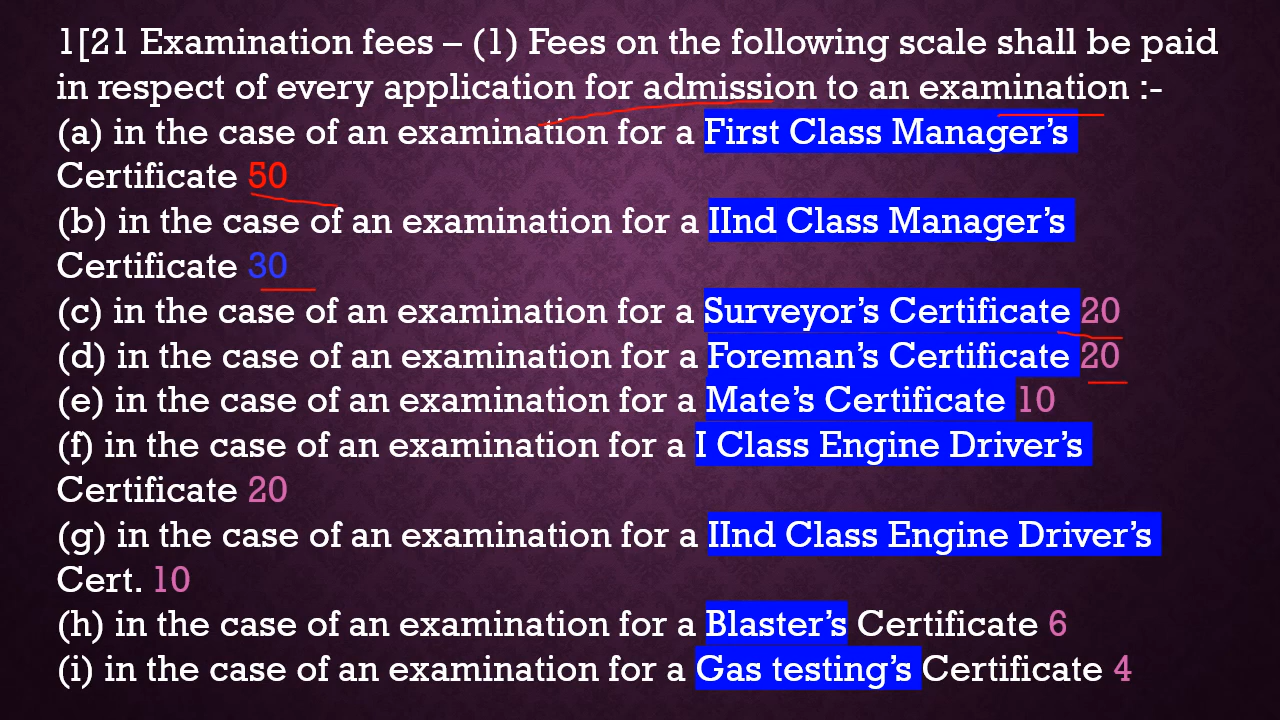 1[21 Examination fees – (1) Fees on the following scale shall be paid
in respect of every application for admission to an examination :-
(a) in the case of an examination for a First Class Manager’s
Certificate 50
(b) in the case of an examination for a IInd Class Manager’s
Certificate 30
(c) in the case of an examination for a Surveyor’s Certificate 20
(d) in the case of an examination for a Foreman’s Certificate 20
(e) in the case of an examination for a Mate’s Certificate 10
(f) in the case of an examination for a I Class Engine Driver’s
Certificate 20
(g) in the case of an examination for a IInd Class Engine Driver’s
Cert. 10
(h) in the case of an examination for a Blaster’s Certificate 6
(i) in the case of an examination for a Gas testing’s Certificate 4